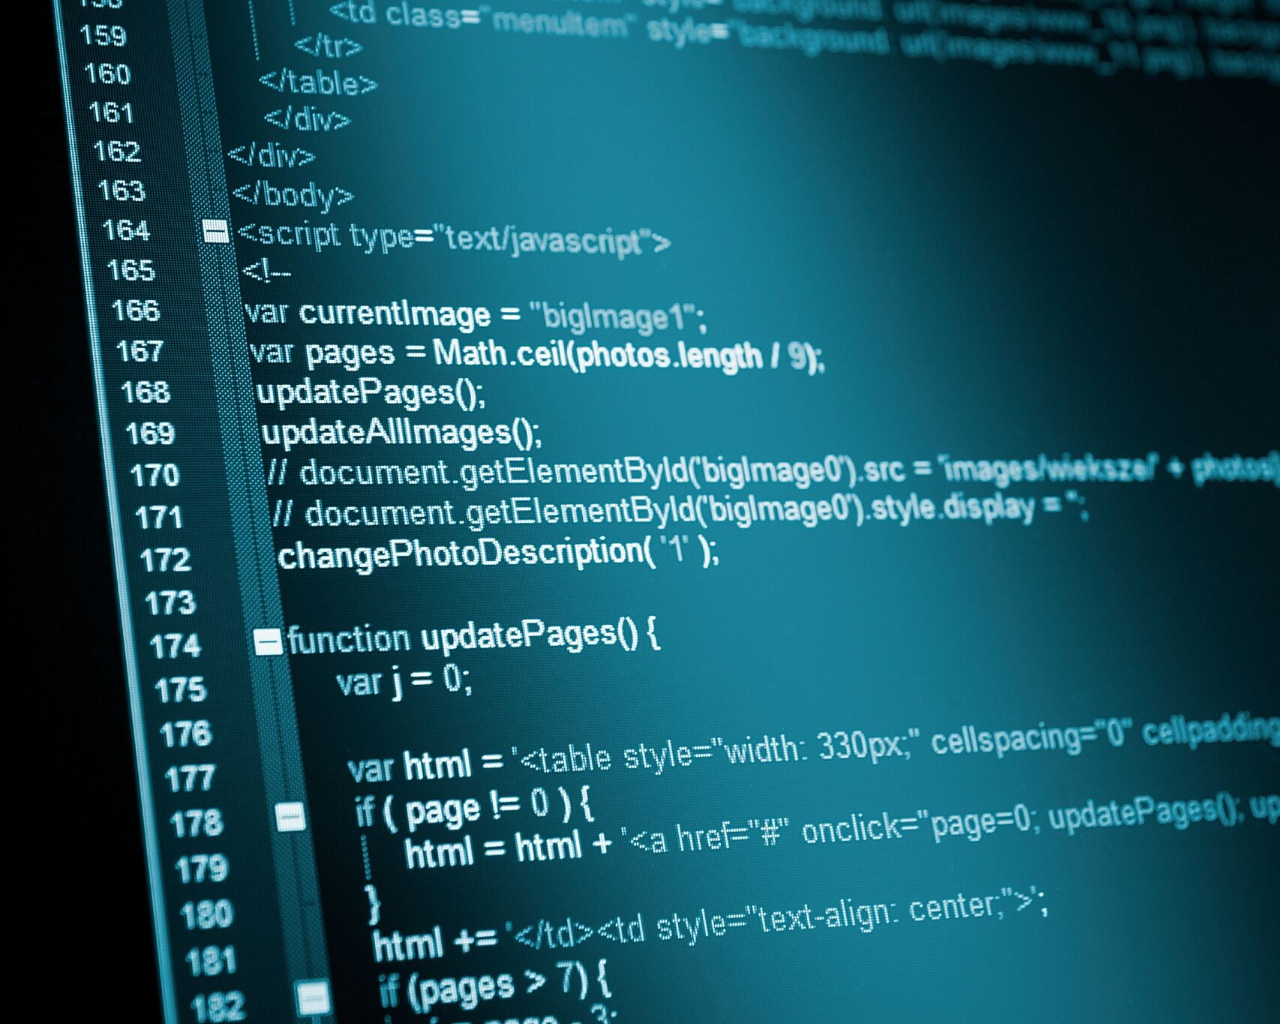 158 <td class="menuItem" style="background: url('images/www_11.png');
159 </tr>
160 </table>
161 </div>
162 </div>
163 </body>
164 <script type="text/javascript">
165 <!--
166 var currentImage = "bigImage1";
167 var pages = Math.ceil(photos.length / 9);
168 updatePages();
169 updateAllImages();
170 // document.getElementById('bigImage0').src = 'images/wieksze/' + photos[
171 // document.getElementById('bigImage0').style.display = '';
172 changePhotoDescription( '1' );
173
174 function updatePages() {
175 var j = 0;
176
177 var html = '<table style="width: 330px;" cellspacing="0" cellpadding
178 if ( page != 0 ) {
179 html = html + '<a href="#" onclick="page=0; updatePages(); up
180 }
181 html += '</td><td style="text-align: center;">';
182 if (pages > 7) {